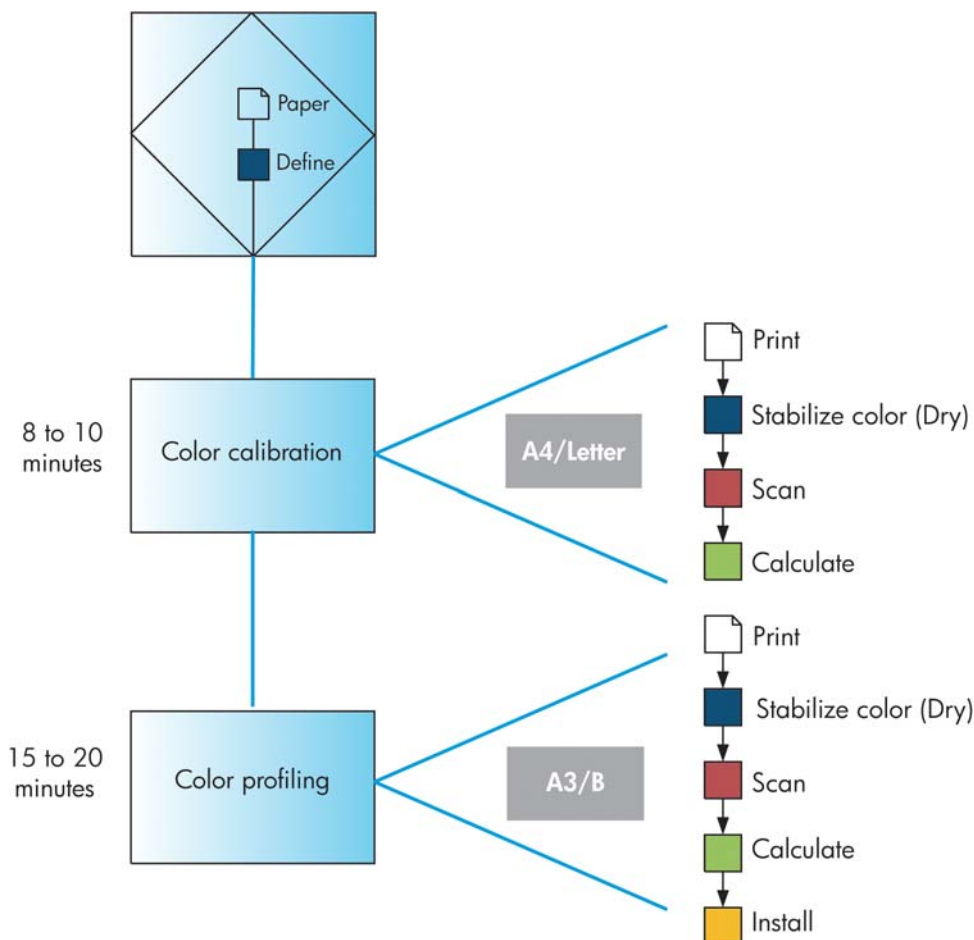 Paper
Define
8 to 10
minutes
Color calibration
A4/Letter
Print
Stabilize color (Dry)
Scan
Calculate
15 to 20
minutes
Color profiling
A3/B
Print
Stabilize color (Dry)
Scan
Calculate
Install